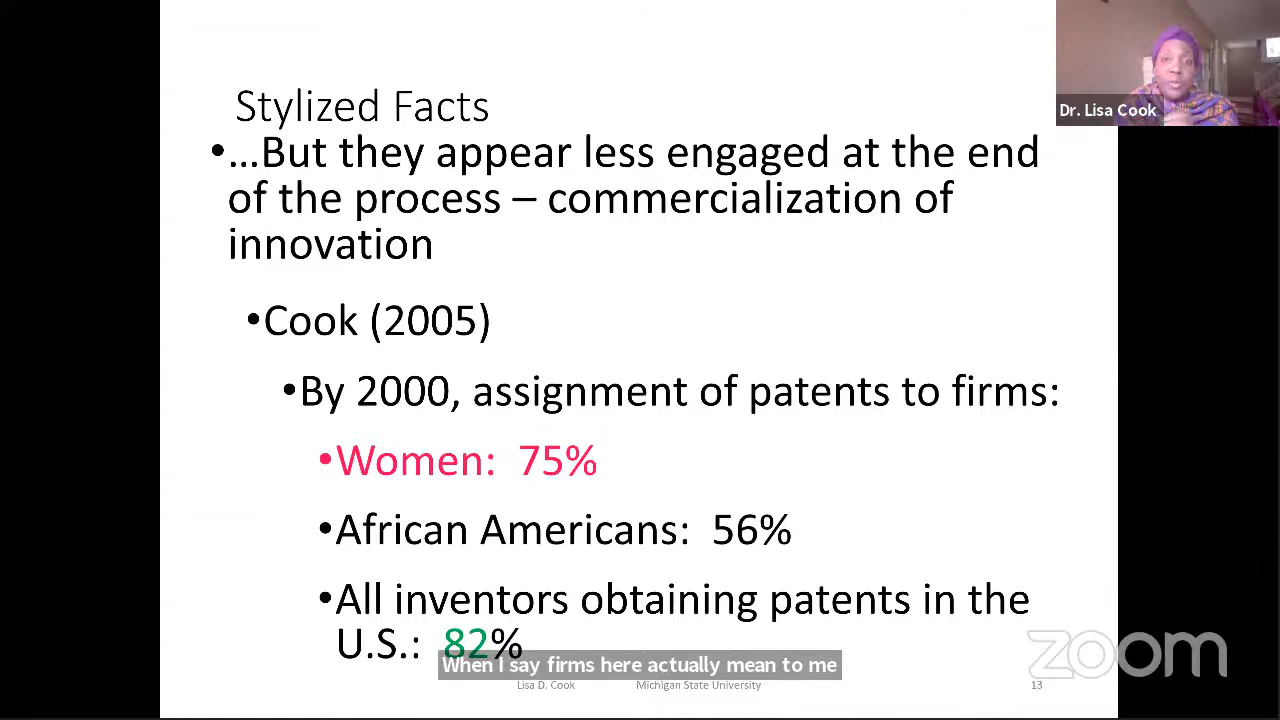 Stylized Facts
•…But they appear less engaged at the end
of the process – commercialization of
innovation
•Cook (2005)
•By 2000, assignment of patents to firms:
•Women: 75%
•African Americans: 56%
•All inventors obtaining patents in the
U.S.: 82%
When I say firms here actually mean to me
Lisa D. Cook Michigan State University 13
Dr. Lisa Cook
zoom